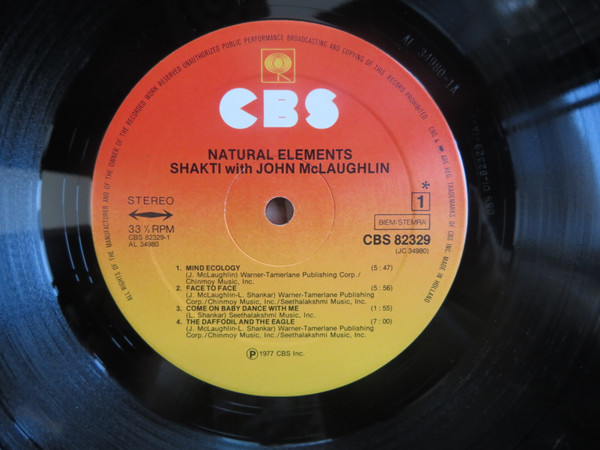 ALL RIGHTS OF THE MANUFACTURER AND OF THE OWNER OF THE RECORDED WORK RESERVED UNAUTHORIZED PUBLIC PERFORMANCE BROADCASTING AND COPYING OF THIS RECORD PROHIBITED
TRADEMARKS OF CBS INC. MADE IN HOLLAND
AL 34980-1A
CBS
NATURAL ELEMENTS
SHAKTI with JOHN McLAUGHLIN
STEREO
33 ⅓ RPM
CBS 82329-1
AL 34980
*
1
BIEM/STEMRA
CBS 82329
(JC 34980)
1. MIND ECOLOGY (5:47)
(J. McLaughlin) Warner-Tamerlane Publishing Corp./
Chinmoy Music, Inc.
2. FACE TO FACE (5:56)
(J. McLaughlin-L. Shankar) Warner-Tamerlane Publishing
Corp./Chinmoy Music, Inc./Seethalakshmi Music, Inc.
3. COME ON BABY DANCE WITH ME (1:55)
(L. Shankar) Seethalakshmi Music, Inc.
4. THE DAFFODIL AND THE EAGLE (7:00)
(J. McLaughlin-L. Shankar) Warner-Tamerlane Publishing
Corp./Chinmoy Music, Inc./Seethalakshmi Music, Inc.
Ⓟ 1977 CBS Inc.